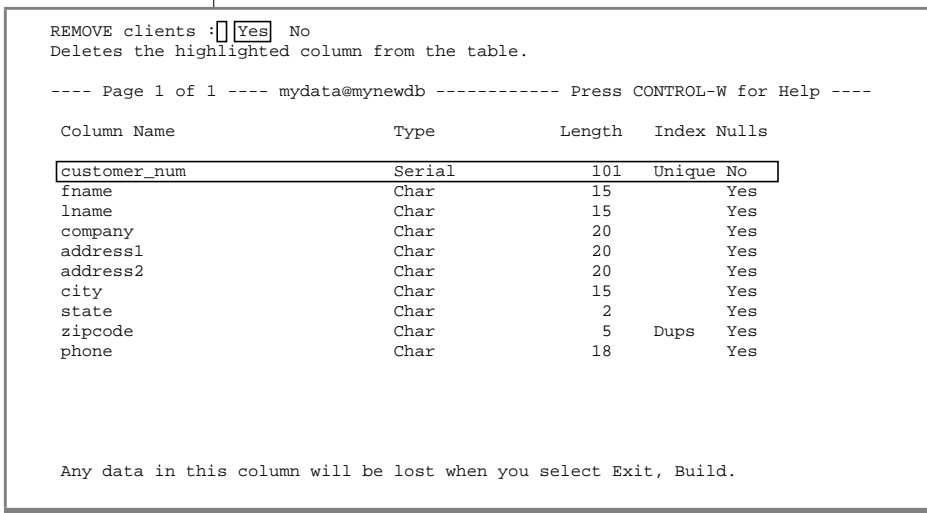 REMOVE clients : Yes No
Deletes the highlighted column from the table.
---- Page 1 of 1 ---- mydata@mynewdb ------------ Press CONTROL-W for Help ----
Column Name Type Length Index Nulls
customer_num Serial 101 Unique No
fname Char 15 Yes
lname Char 15 Yes
company Char 20 Yes
address1 Char 20 Yes
address2 Char 20 Yes
city Char 15 Yes
state Char 2 Yes
zipcode Char 5 Dups Yes
phone Char 18 Yes
Any data in this column will be lost when you select Exit, Build.